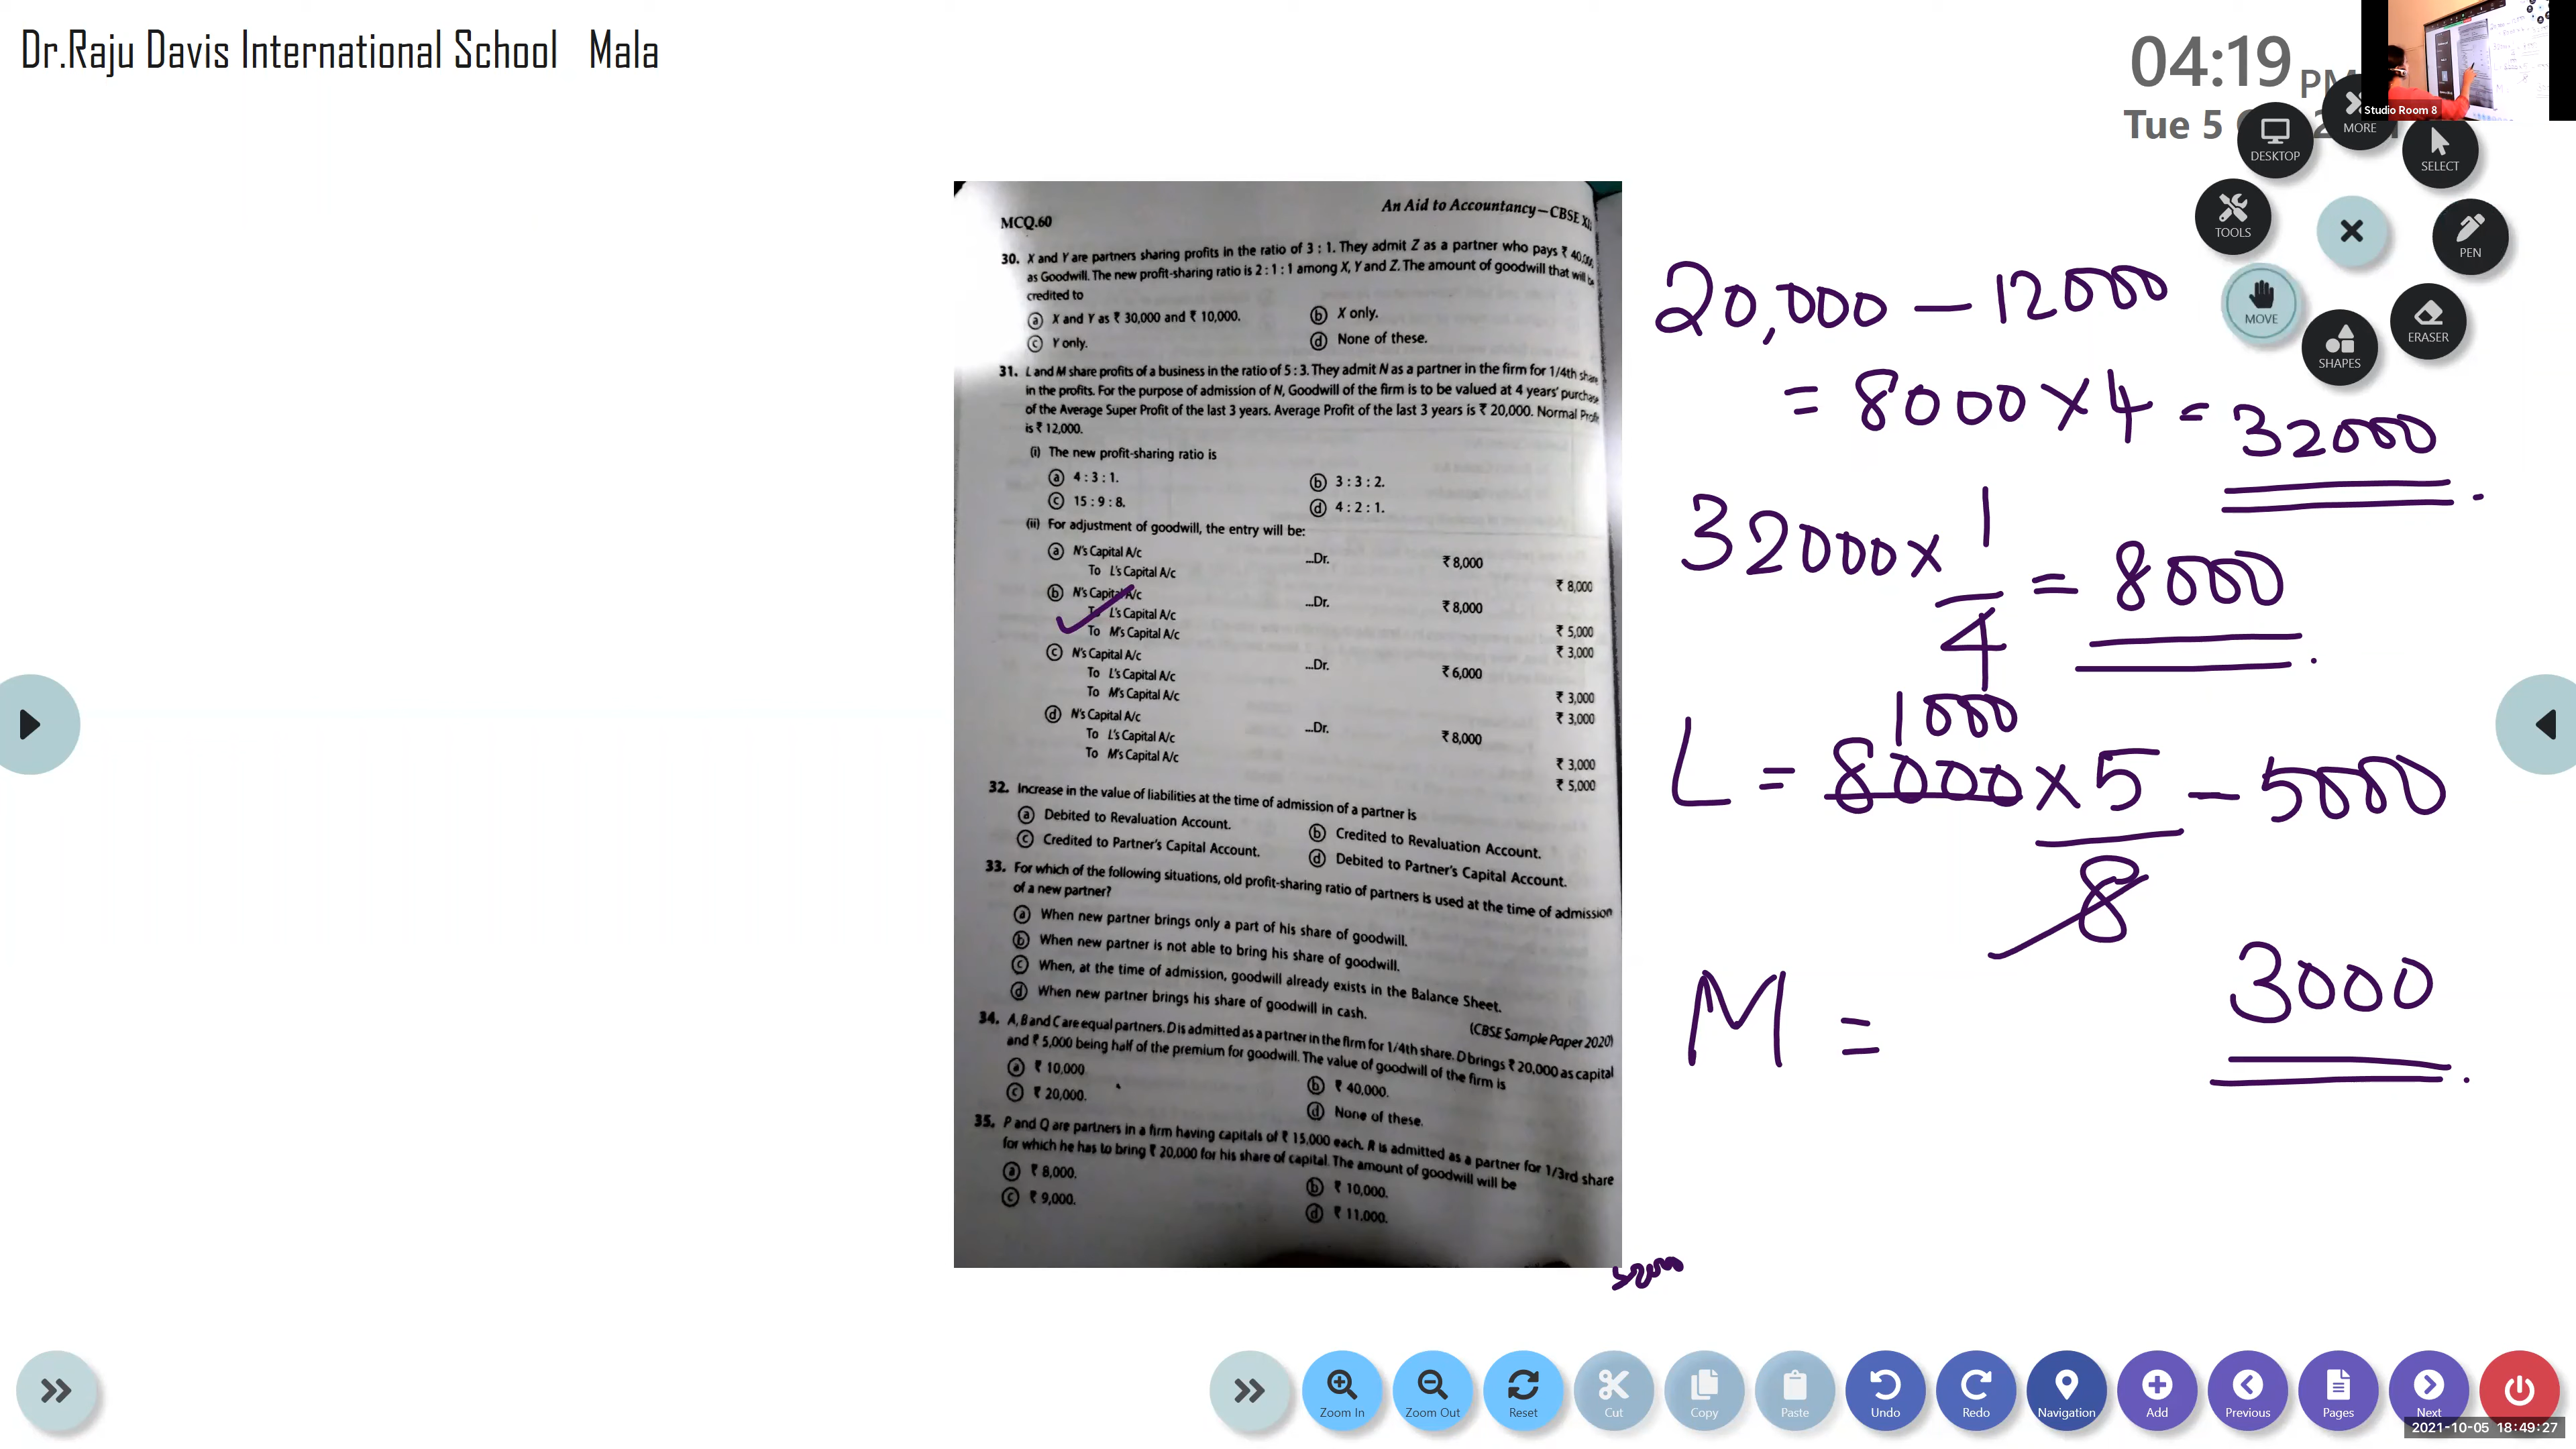 Dr.Raju Davis International School Mala
04:19 PM
Tue 5
Studio Room 8
MORE
DESKTOP
SELECT
TOOLS
PEN
MOVE
ERASER
SHAPES
An Aid to Accountancy—CBSE XII
MCQ.60
30. X and Y are partners sharing profits in the ratio of 3 : 1. They admit Z as a partner who pays ₹ 40,000
as Goodwill. The new profit-sharing ratio is 2 : 1 : 1 among X, Y and Z. The amount of goodwill that will be
credited to
(a) X and Y as ₹ 30,000 and ₹ 10,000. (b) X only.
(c) Y only. (d) None of these.
31. L and M share profits of a business in the ratio of 5 : 3. They admit N as a partner in the firm for 1/4th share
in the profits. For the purpose of admission of N, Goodwill of the firm is to be valued at 4 years' purchase
of the Average Super Profit of the last 3 years. Average Profit of the last 3 years is ₹ 20,000. Normal Profit
is ₹ 12,000.
(i) The new profit-sharing ratio is
(a) 4 : 3 : 1. (b) 3 : 3 : 2.
(c) 15 : 9 : 8. (d) 4 : 2 : 1.
(ii) For adjustment of goodwill, the entry will be:
(a) N's Capital A/c ...Dr. ₹ 8,000
To L's Capital A/c ₹ 8,000
(b) N's Capital A/c ...Dr. ₹ 8,000
To L's Capital A/c ₹ 5,000
To M's Capital A/c ₹ 3,000
(c) N's Capital A/c ...Dr. ₹ 6,000
To L's Capital A/c ₹ 3,000
To M's Capital A/c ₹ 3,000
(d) N's Capital A/c ...Dr. ₹ 8,000
To L's Capital A/c ₹ 3,000
To M's Capital A/c ₹ 5,000
32. Increase in the value of liabilities at the time of admission of a partner is
(a) Debited to Revaluation Account. (b) Credited to Revaluation Account.
(c) Credited to Partner's Capital Account. (d) Debited to Partner's Capital Account.
33. For which of the following situations, old profit-sharing ratio of partners is used at the time of admission
of a new partner?
(a) When new partner brings only a part of his share of goodwill.
(b) When new partner is not able to bring his share of goodwill.
(c) When, at the time of admission, goodwill already exists in the Balance Sheet.
(d) When new partner brings his share of goodwill in cash.
(CBSE Sample Paper 2020)
34. A, B and C are equal partners. D is admitted as a partner in the firm for 1/4th share. D brings ₹ 20,000 as capital
and ₹ 5,000 being half of the premium for goodwill. The value of goodwill of the firm is
(a) ₹ 10,000 (b) ₹ 40,000.
(c) ₹ 20,000. (d) None of these.
35. P and Q are partners in a firm having capitals of ₹ 15,000 each. R is admitted as a partner for 1/3rd share
for which he has to bring ₹ 20,000 for his share of capital. The amount of goodwill will be
(a) ₹ 8,000. (b) ₹ 10,000.
(c) ₹ 9,000. (d) ₹ 11,000.
20,000 – 12000
= 8000 × 4 = 32000
32000 × 1/4 = 8000
1000
L = 8000 × 5/8 – 5000
M = 3000
Zoom In
Zoom Out
Reset
Cut
Copy
Paste
Undo
Redo
Navigation
Add
Previous
Pages
Next
2021-10-05 18:49:27